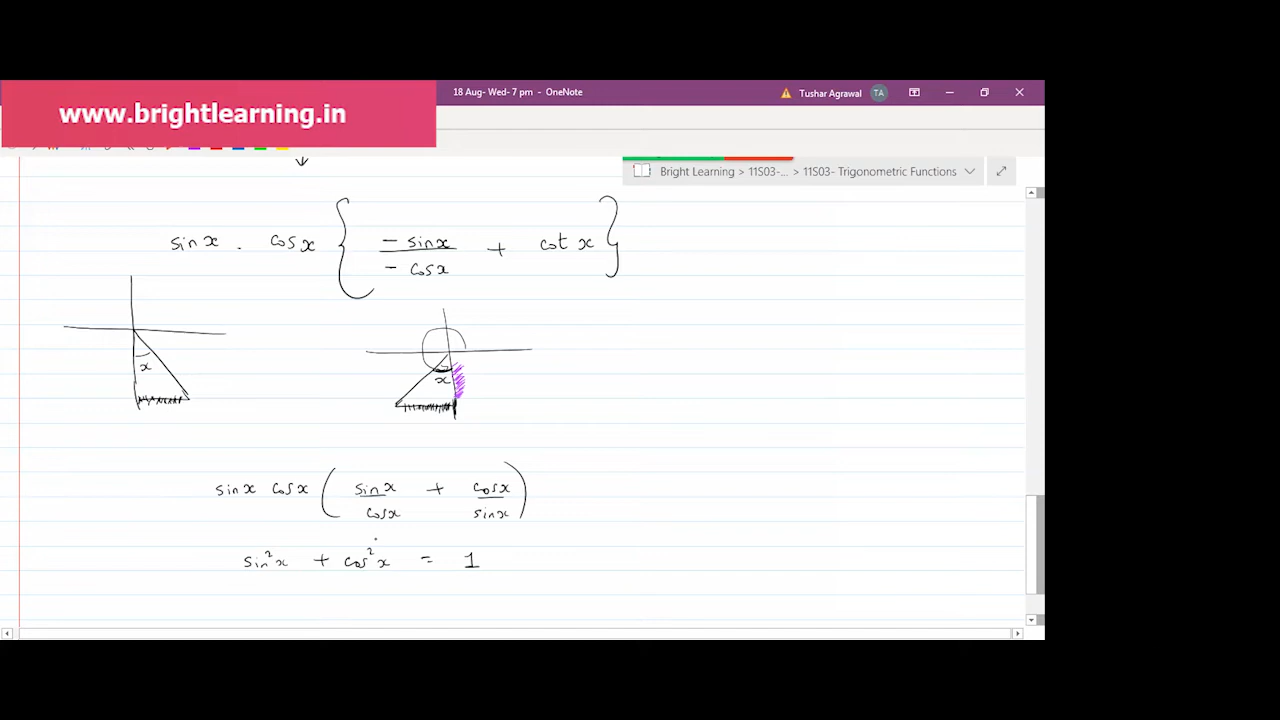 www.brightlearning.in
18 Aug- Wed- 7 pm - OneNote
Tushar Agrawal TA
Bright Learning > 11S03-... > 11S03- Trigonometric Functions
sin x . cos x { - sin x / - cos x + cot x }
x
x
sin x cos x ( sin x / cos x + cos x / sin x )
sin²x + cos²x = 1